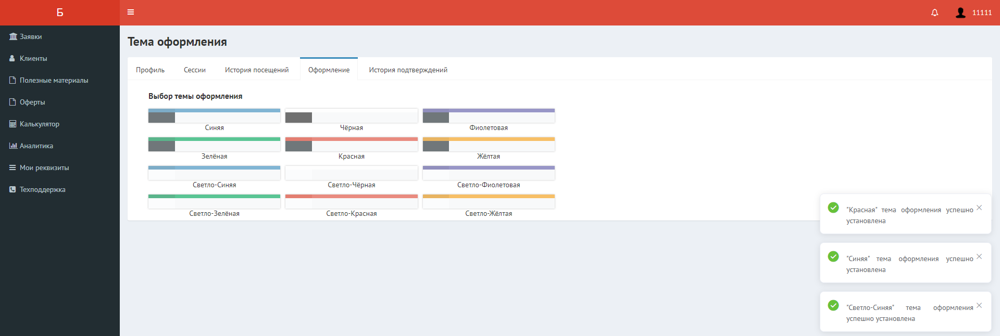 Б
11111
Заявки
Клиенты
Полезные материалы
Оферты
Калькулятор
Аналитика
Мои реквизиты
Техподдержка
Тема оформления
Профиль
Сессии
История посещений
Оформление
История подтверждений
Выбор темы оформления
Синяя
Чёрная
Фиолетовая
Зелёная
Красная
Жёлтая
Светло-Синяя
Светло-Чёрная
Светло-Фиолетовая
Светло-Зелёная
Светло-Красная
Светло-Жёлтая
"Красная" тема оформления успешно
установлена
"Синяя" тема оформления успешно
установлена
"Светло-Синяя" тема оформления
успешно установлена